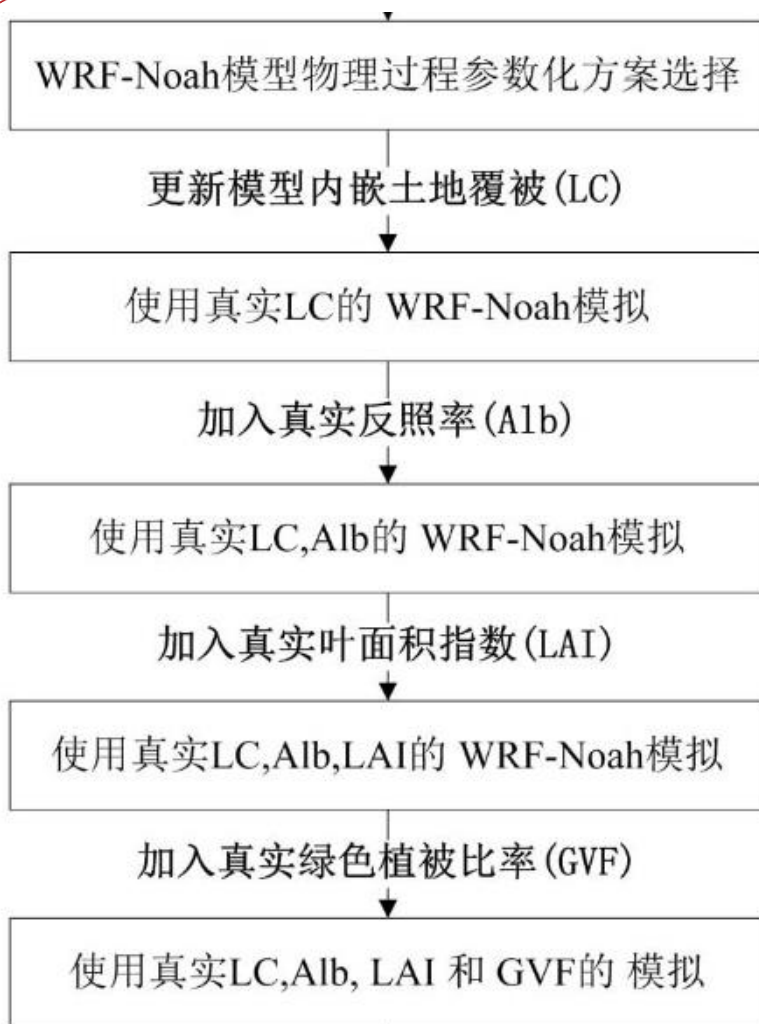 WRF-Noah模型物理过程参数化方案选择
更新模型内嵌土地覆被(LC)
使用真实LC的 WRF-Noah模拟
加入真实反照率(Alb)
使用真实LC,Alb的 WRF-Noah模拟
加入真实叶面积指数(LAI)
使用真实LC,Alb,LAI的 WRF-Noah模拟
加入真实绿色植被比率(GVF)
使用真实LC,Alb, LAI 和 GVF的 模拟